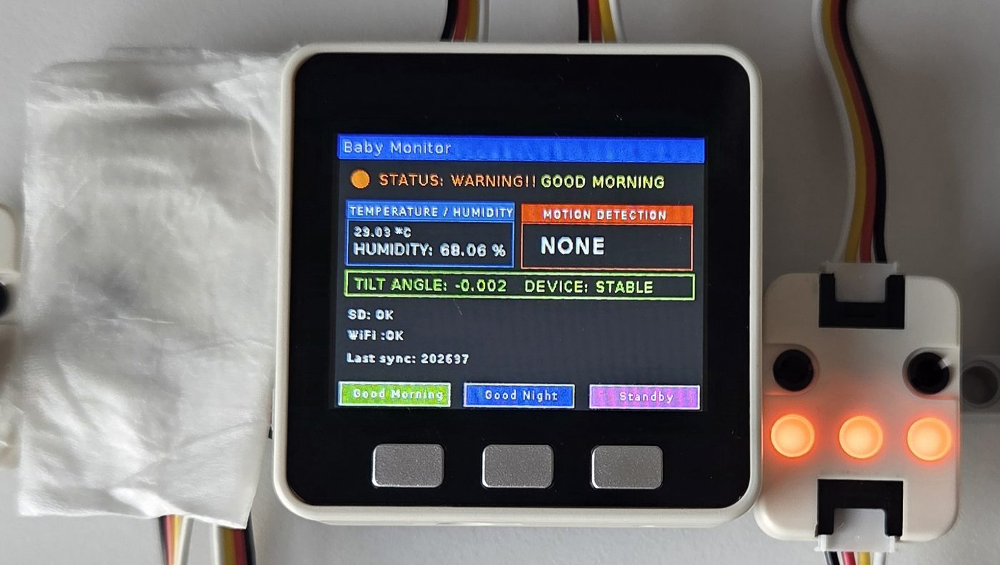 Baby Monitor
STATUS: WARNING!! GOOD MORNING
TEMPERATURE / HUMIDITY
MOTION DETECTION
29.03 *C
HUMIDITY: 68.06 %
NONE
TILT ANGLE: -0.002 DEVICE: STABLE
SD: OK
WiFi :OK
Last sync: 202697
Good Morning
Good Night
Standby